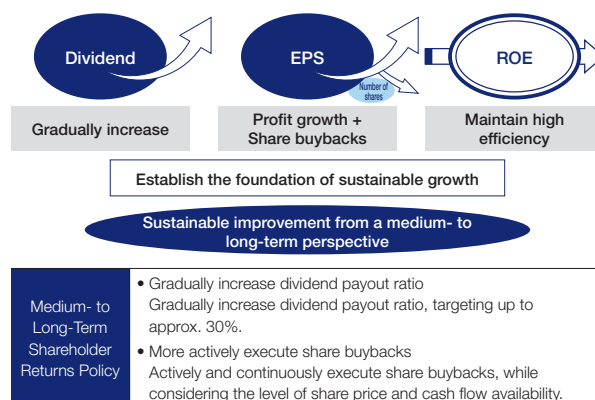 Dividend
EPS
ROE
Number of
shares
Gradually increase
Profit growth +
Share buybacks
Maintain high
efficiency
Establish the foundation of sustainable growth
Sustainable improvement from a medium- to
long-term perspective
Medium- to
Long-Term
Shareholder
Returns Policy
• Gradually increase dividend payout ratio
Gradually increase dividend payout ratio, targeting up to
approx. 30%.
• More actively execute share buybacks
Actively and continuously execute share buybacks, while
considering the level of share price and cash flow availability.